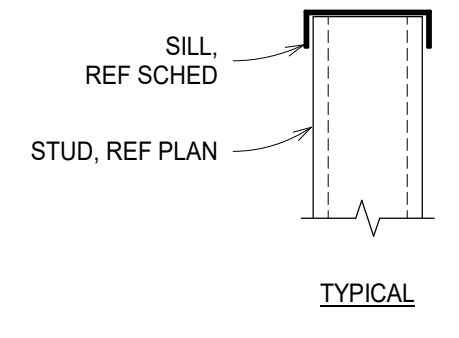 SILL,
REF SCHED
STUD, REF PLAN
TYPICAL